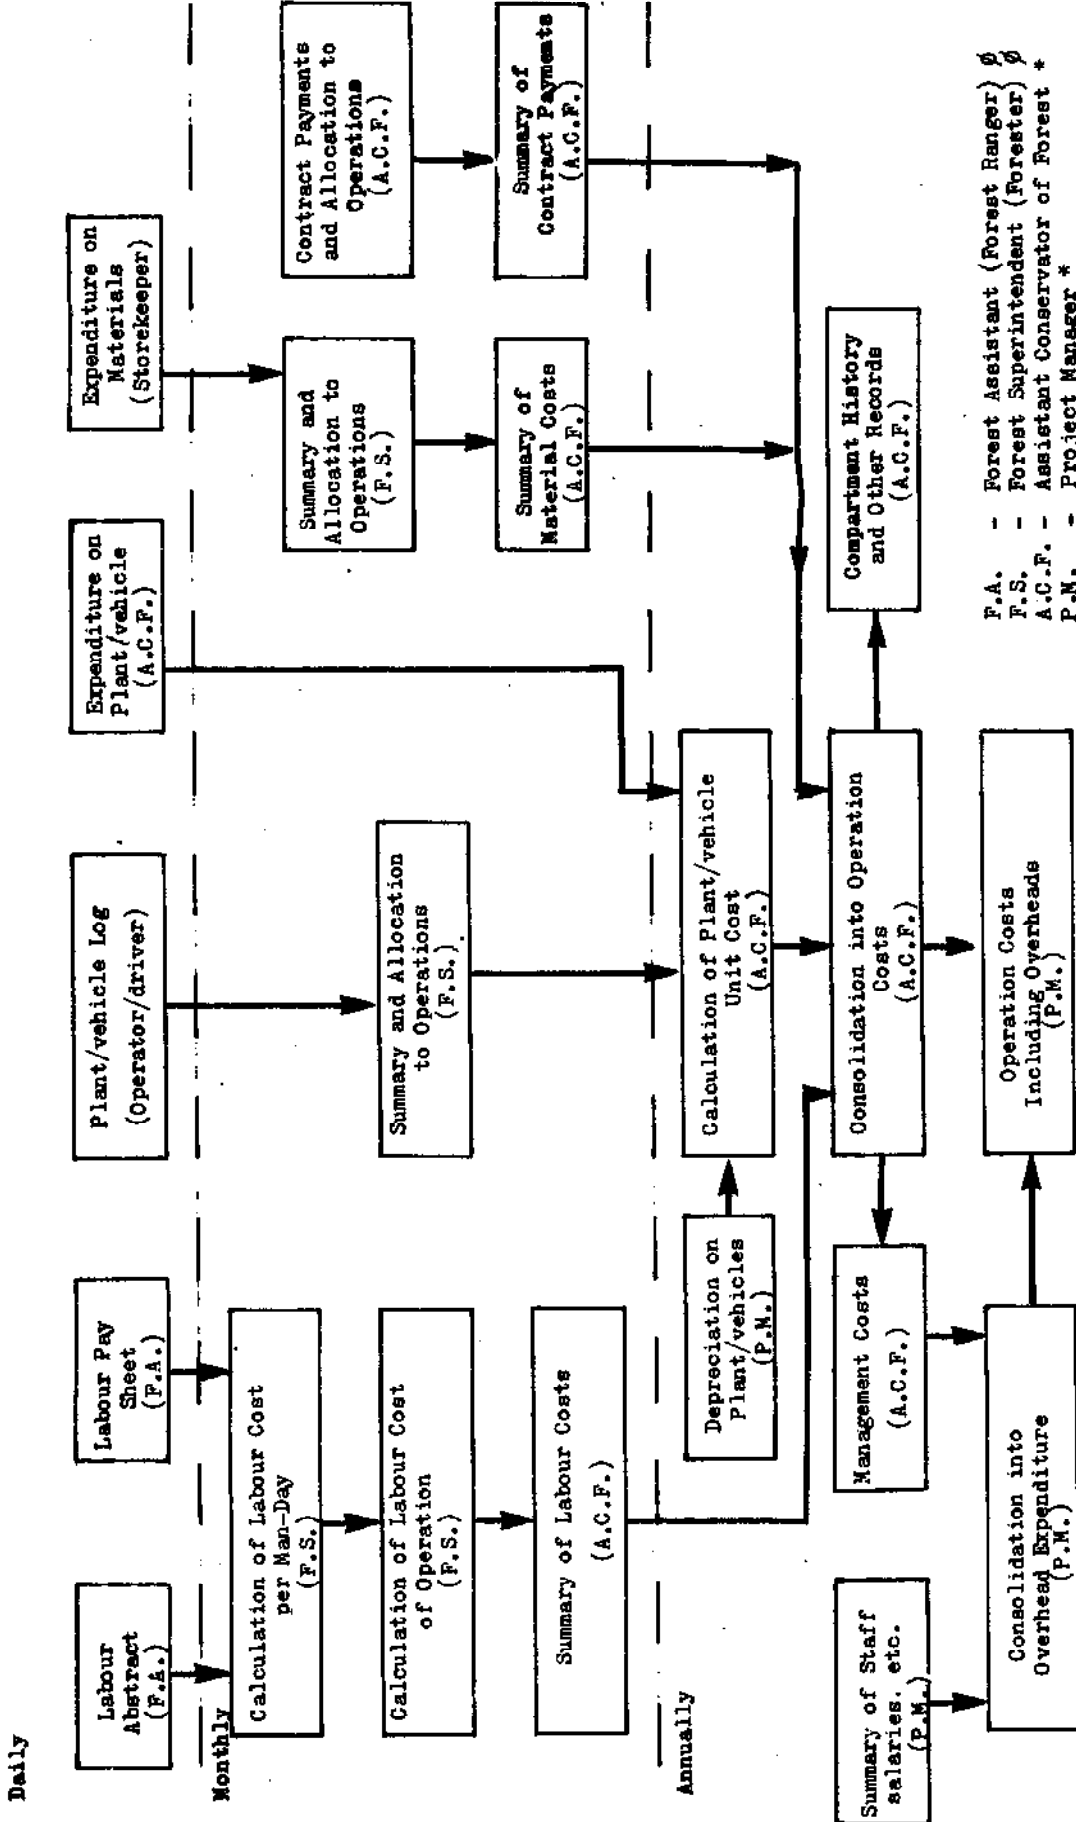 Daily
Labour
Abstract
(F.A.)
Labour Pay
Sheet
(F.A.)
Plant/vehicle Log
(Operator/driver)
Expenditure on
Plant/vehicle
(A.C.F.)
Expenditure on
Materials
(Storekeeper)
Monthly
Calculation of Labour Cost
per Man-Day
(F.S.)
Summary and
Allocation to
Operations
(F.S.)
Contract Payments
and Allocation to
Operations
(A.C.F.)
Calculation of Labour Cost
of Operation
(F.S.)
Summary and Allocation
to Operations
(F.S.)
Summary of
Material Costs
(A.C.F.)
Summary of
Contract Payments
(A.C.F.)
Summary of Labour Costs
(A.C.F.)
Annually
Depreciation on
Plant/vehicles
(P.M.)
Calculation of Plant/vehicle
Unit Cost
(A.C.F.)
Summary of Staff
salaries. etc.
(P.M.)
Management Costs
(A.C.F.)
Consolidation into Operation
Costs
(A.C.F.)
Compartment History
and Other Records
(A.C.F.)
Consolidation into
Overhead Expenditure
(P.M.)
Operation Costs
Including Overheads
(P.M.)
F.A. - Forest Assistant (Forest Ranger) Ø
F.S. - Forest Superintendent (Forester) Ø
A.C.F. - Assistant Conservator of Forest *
P.M. - Project Manager *